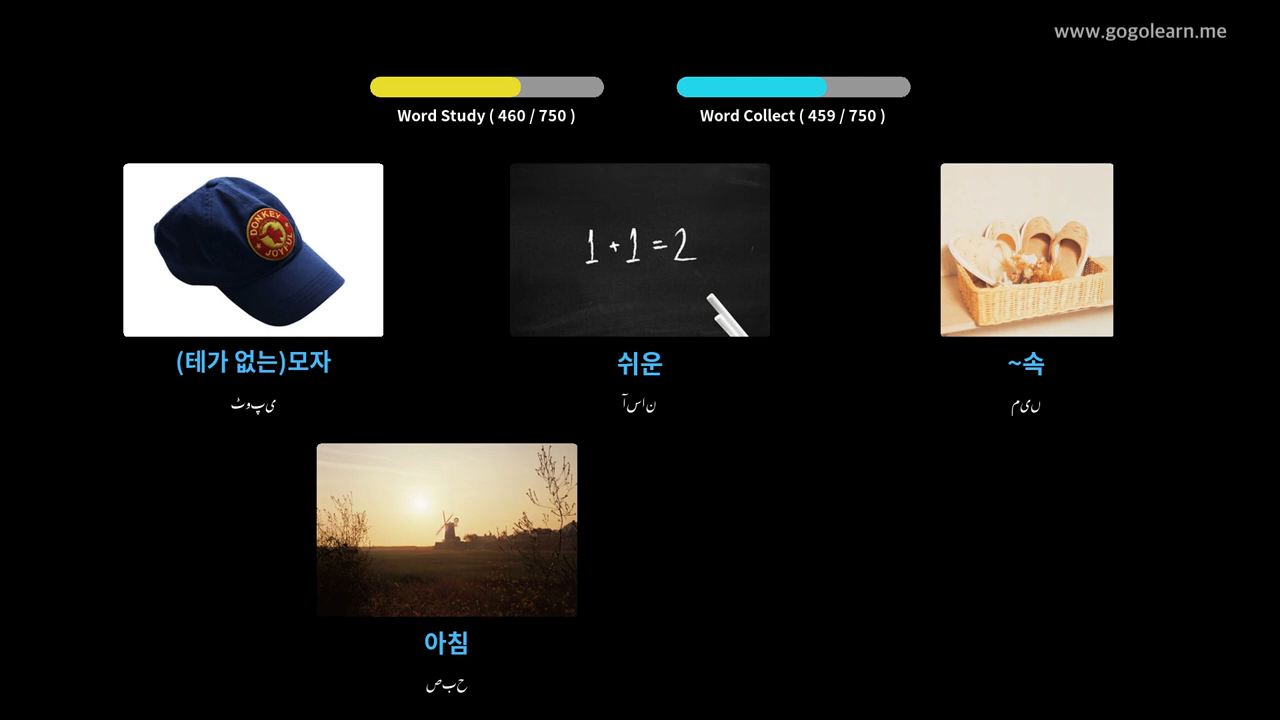 www.gogolearn.me
Word Study ( 460 / 750 )
Word Collect ( 459 / 750 )
DONKEY
JOYFUL
1+1=2
(테가 없는)모자
쉬운
~속
ٹوپی
آسان
میں
아침
صبح